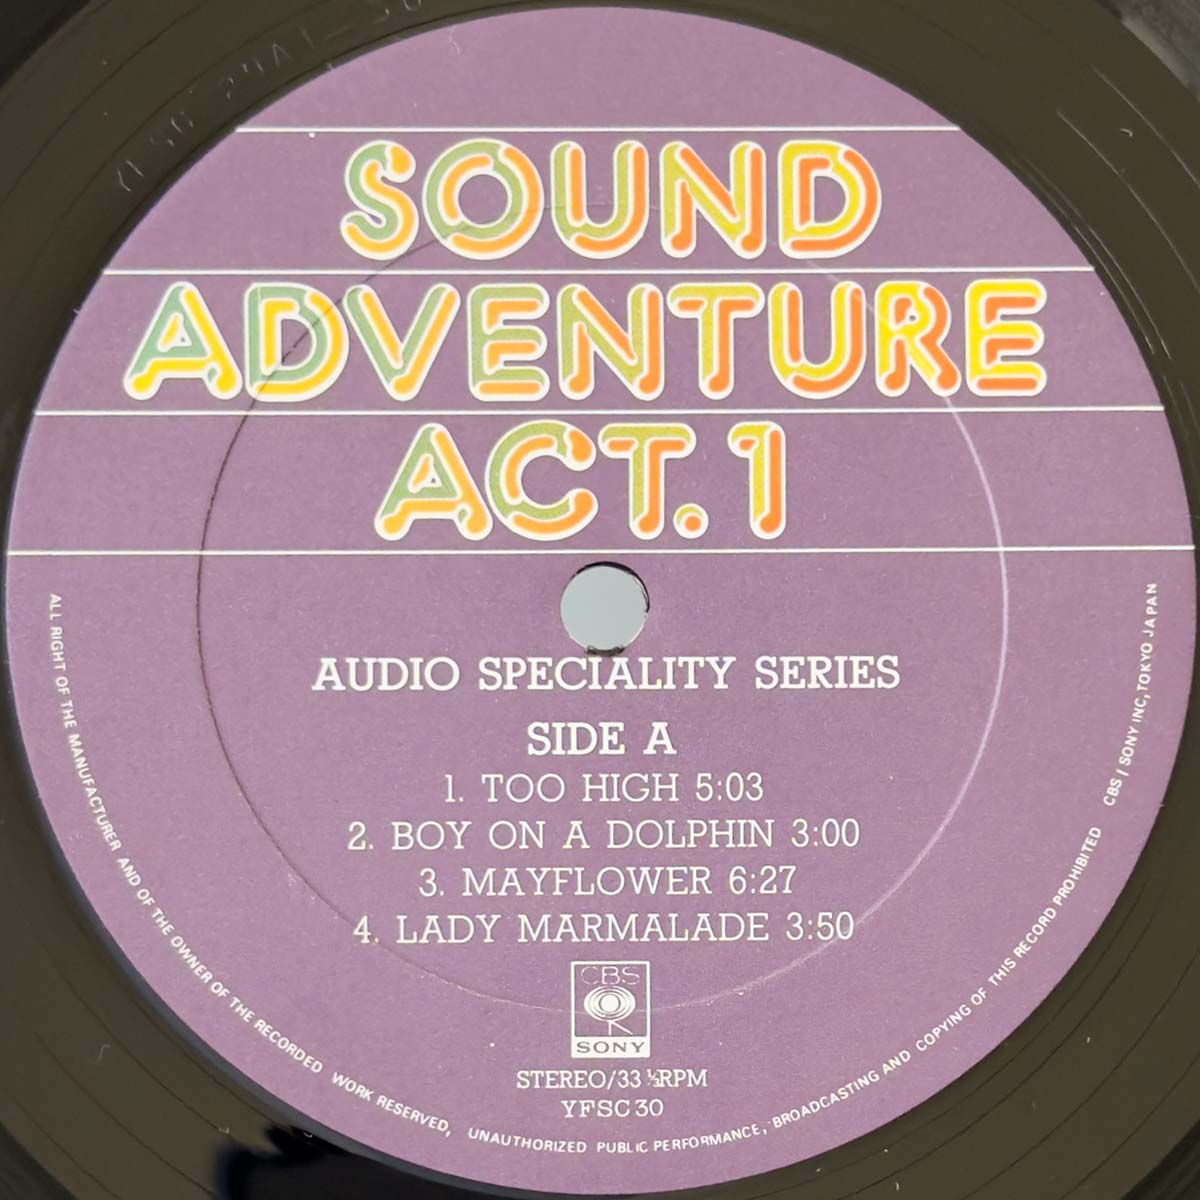 SOUND
ADVENTURE
ACT.1
AUDIO SPECIALITY SERIES
SIDE A
1. TOO HIGH 5:03
2. BOY ON A DOLPHIN 3:00
3. MAYFLOWER 6:27
4. LADY MARMALADE 3:50
CBS
SONY
STEREO/33 ⅓RPM
YFSC 30
ALL RIGHT OF THE MANUFACTURER AND OF THE OWNER OF THE RECORDED WORK RESERVED, UNAUTHORIZED PUBLIC PERFORMANCE, BROADCASTING AND COPYING OF THIS RECORD PROHIBITED CBS / SONY INC, TOKYO JAPAN